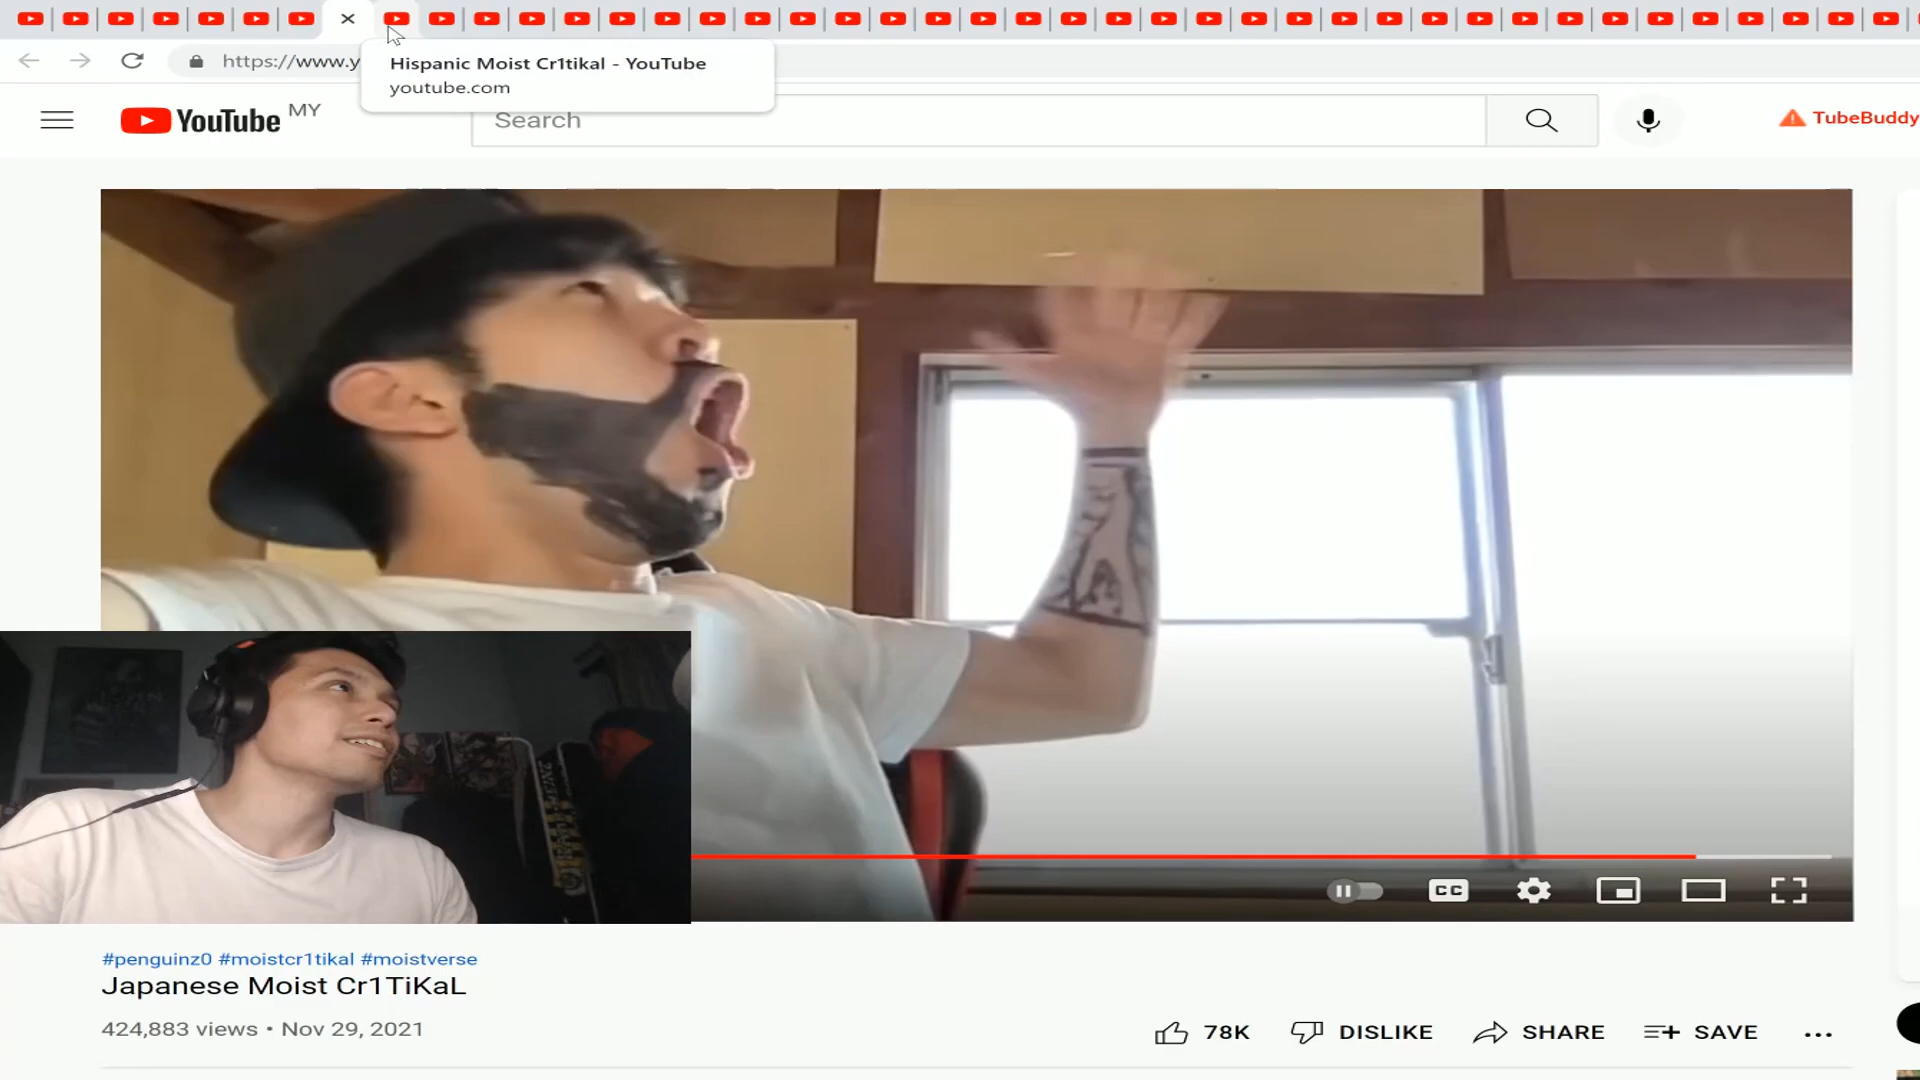 https://www.y
Hispanic Moist Cr1tikal - YouTube
youtube.com
YouTube MY
Search
TubeBuddy
CC
#penguinz0 #moistcr1tikal #moistverse
Japanese Moist Cr1TiKaL
424,883 views • Nov 29, 2021
78K DISLIKE SHARE SAVE